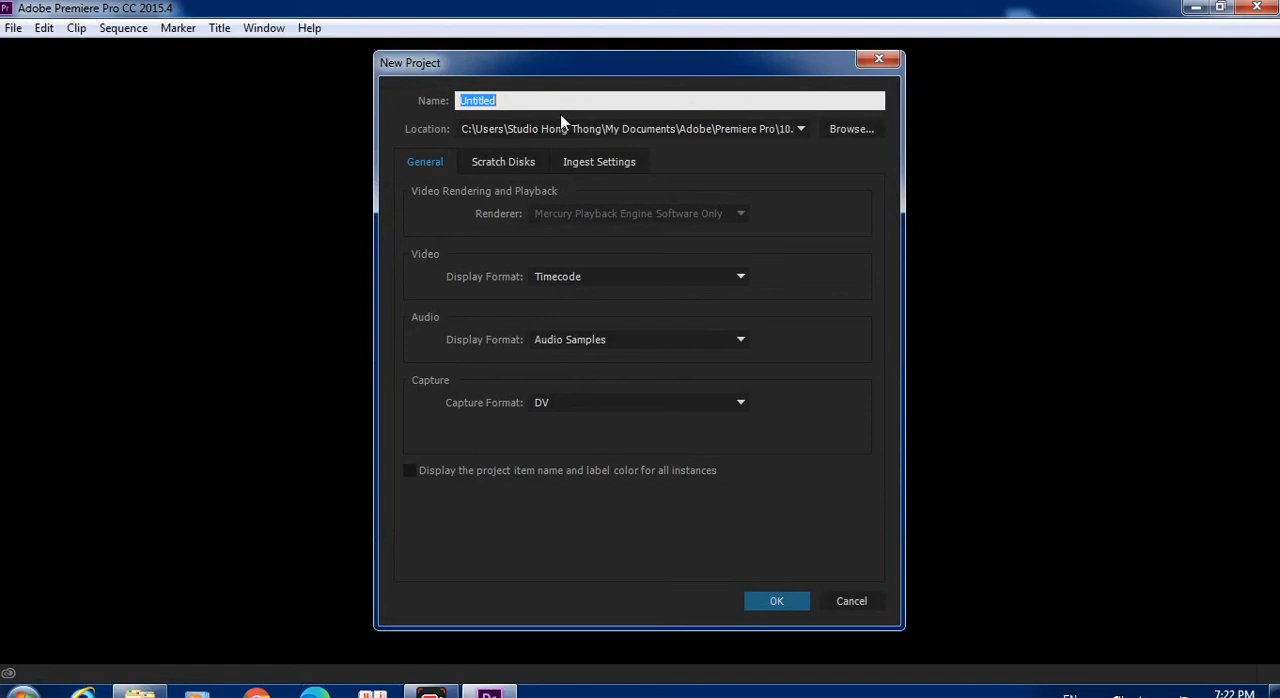 Adobe Premiere Pro CC 2015.4
File Edit Clip Sequence Marker Title Window Help
New Project
Name: Untitled
Location: C:\Users\Studio Hong Thong\My Documents\Adobe\Premiere Pro\10. Browse...
General Scratch Disks Ingest Settings
Video Rendering and Playback
Renderer: Mercury Playback Engine Software Only
Video
Display Format: Timecode
Audio
Display Format: Audio Samples
Capture
Capture Format: DV
Display the project item name and label color for all instances
OK Cancel
7:22 PM